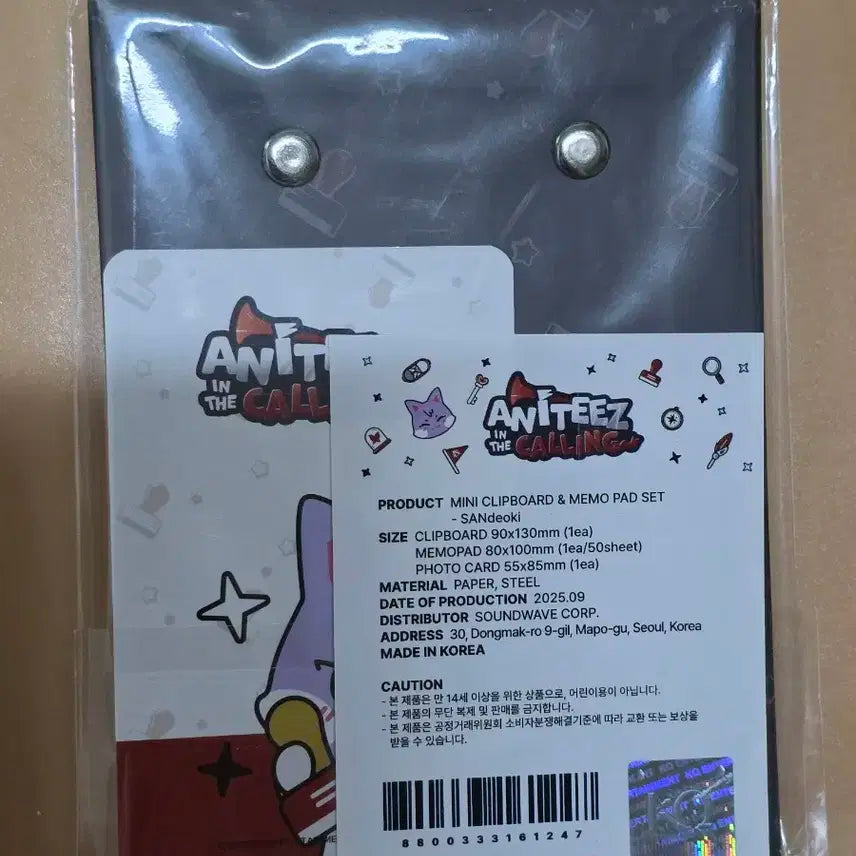 ANITEEZ
IN THE CALLING
PRODUCT MINI CLIPBOARD & MEMO PAD SET
- SANdeoki
SIZE CLIPBOARD 90x130mm (1ea)
MEMOPAD 80x100mm (1ea/50sheet)
PHOTO CARD 55x85mm (1ea)
MATERIAL PAPER, STEEL
DATE OF PRODUCTION 2025.09
DISTRIBUTOR SOUNDWAVE CORP.
ADDRESS 30, Dongmak-ro 9-gil, Mapo-gu, Seoul, Korea
MADE IN KOREA
CAUTION
- 본 제품은 만 14세 이상을 위한 상품으로, 어린이용이 아닙니다.
- 본 제품의 무단 복제 및 판매를 금지합니다.
- 본 제품은 공정거래위원회 소비자분쟁해결기준에 따라 교환 또는 보상을
받을 수 있습니다.
8800333161247